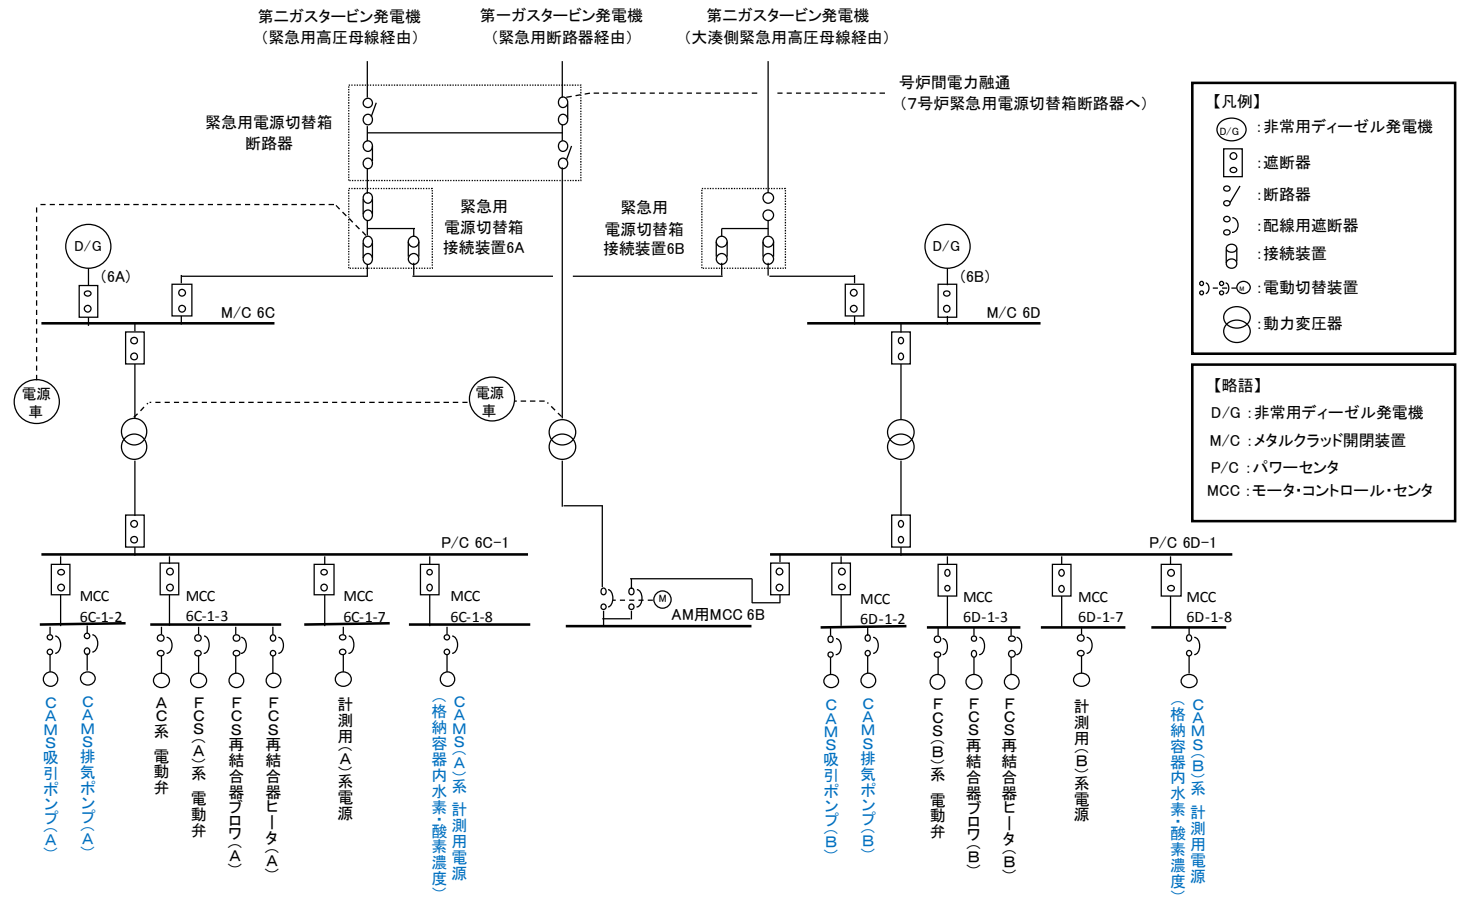 第二ガスタービン発電機
（緊急用高圧母線経由）
第一ガスタービン発電機
（緊急用断路器経由）
第二ガスタービン発電機
（大湊側緊急用高圧母線経由）
号炉間電力融通
（7号炉緊急用電源切替箱断路器へ）
緊急用電源切替箱
断路器
緊急用
電源切替箱
接続装置6A
緊急用
電源切替箱
接続装置6B
D/G
(6A)
D/G
(6B)
M/C 6C
M/C 6D
電源
車
電源
車
P/C 6C-1
P/C 6D-1
MCC
6C-1-2
MCC
6C-1-3
MCC
6C-1-7
MCC
6C-1-8
M
AM用MCC 6B
MCC
6D-1-2
MCC
6D-1-3
MCC
6D-1-7
MCC
6D-1-8
CAMS吸引ポンプ(A)
CAMS排気ポンプ(A)
AC系 電動弁
FCS(A)系 電動弁
FCS再結合器ブロワ(A)
FCS再結合器ヒータ(A)
計測用(A)系電源
CAMS(A)系 計測用電源
(格納容器内水素・酸素濃度)
CAMS吸引ポンプ(B)
CAMS排気ポンプ(B)
FCS(B)系 電動弁
FCS再結合器ブロワ(B)
FCS再結合器ヒータ(B)
計測用(B)系電源
CAMS(B)系 計測用電源
(格納容器内水素・酸素濃度)
【凡例】
D/G :非常用ディーゼル発電機
:遮断器
:断路器
:配線用遮断器
:接続装置
M :電動切替装置
:動力変圧器
【略語】
D/G :非常用ディーゼル発電機
M/C :メタルクラッド開閉装置
P/C :パワーセンタ
MCC :モータ・コントロール・センタ